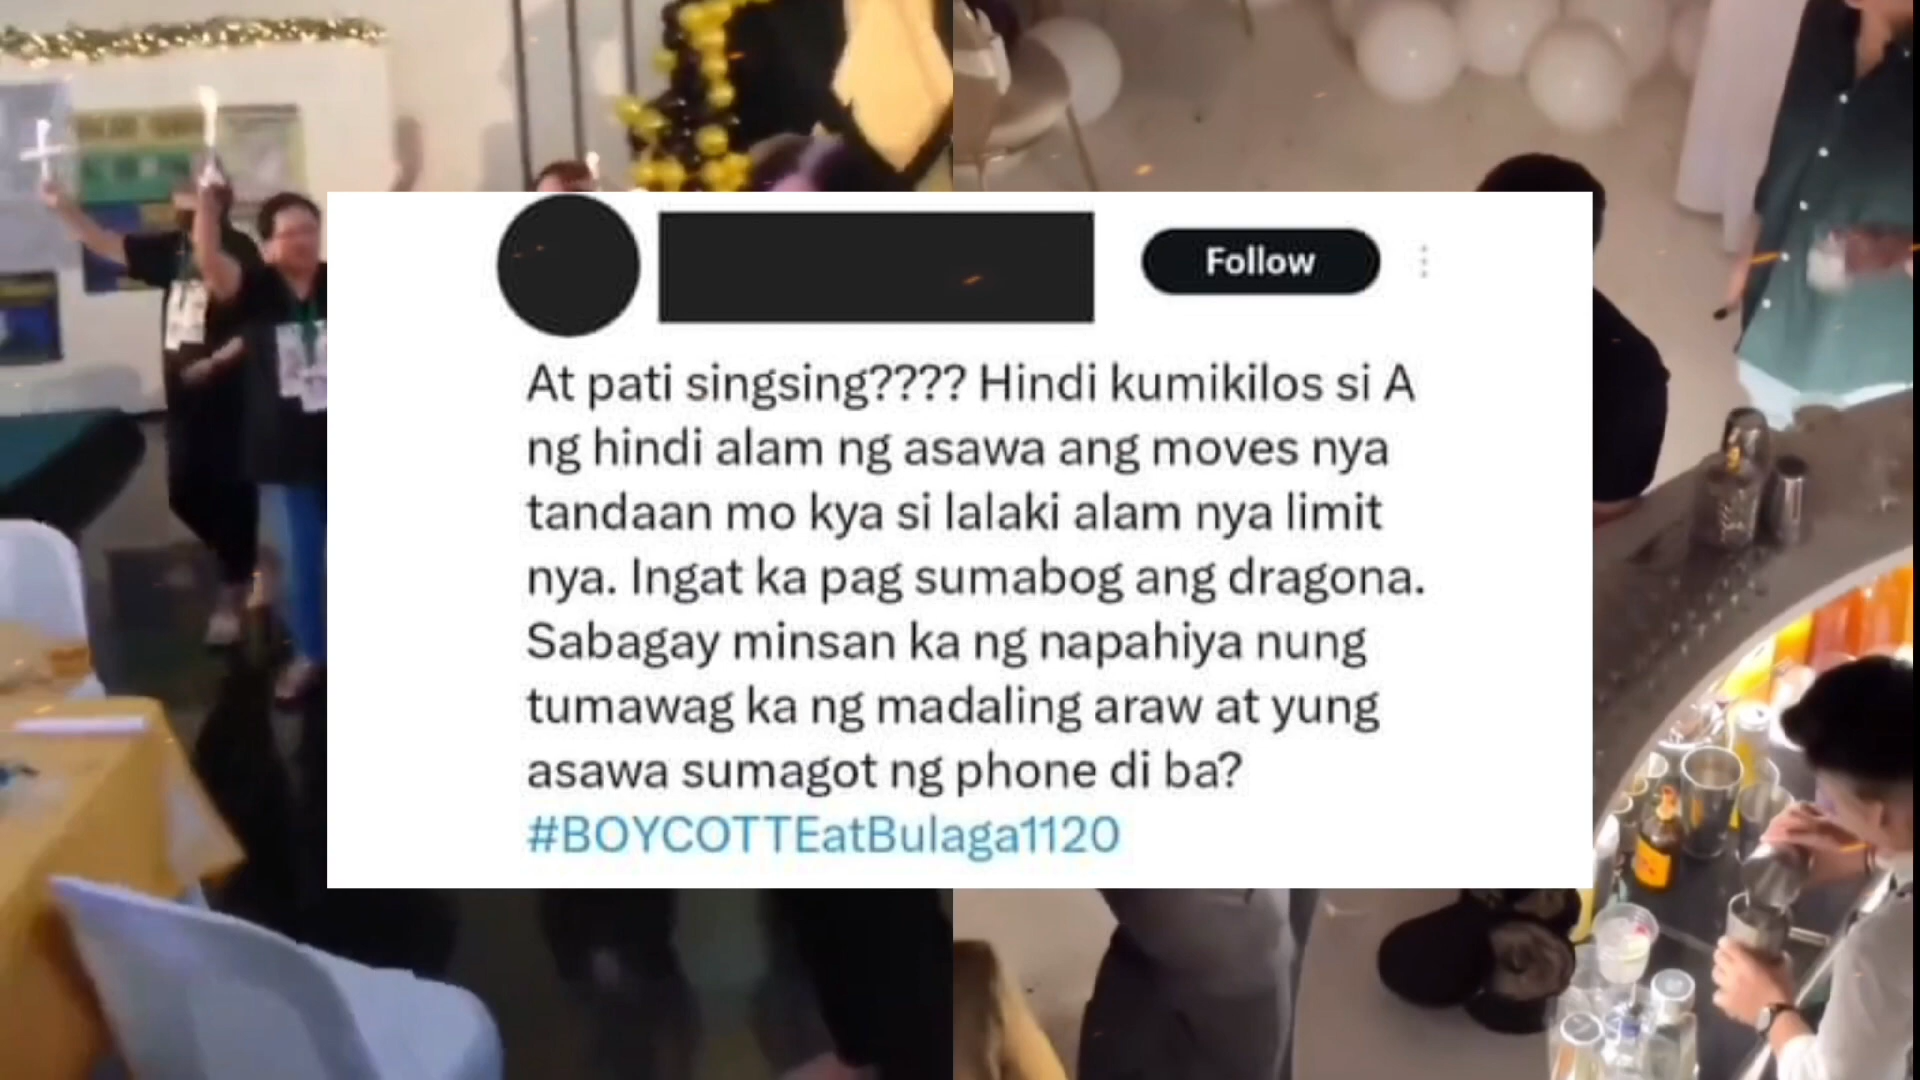 Follow
At pati singsing???? Hindi kumikilos si A
ng hindi alam ng asawa ang moves nya
tandaan mo kya si lalaki alam nya limit
nya. Ingat ka pag sumabog ang dragona.
Sabagay minsan ka ng napahiya nung
tumawag ka ng madaling araw at yung
asawa sumagot ng phone di ba?
#BOYCOTTEatBulaga1120